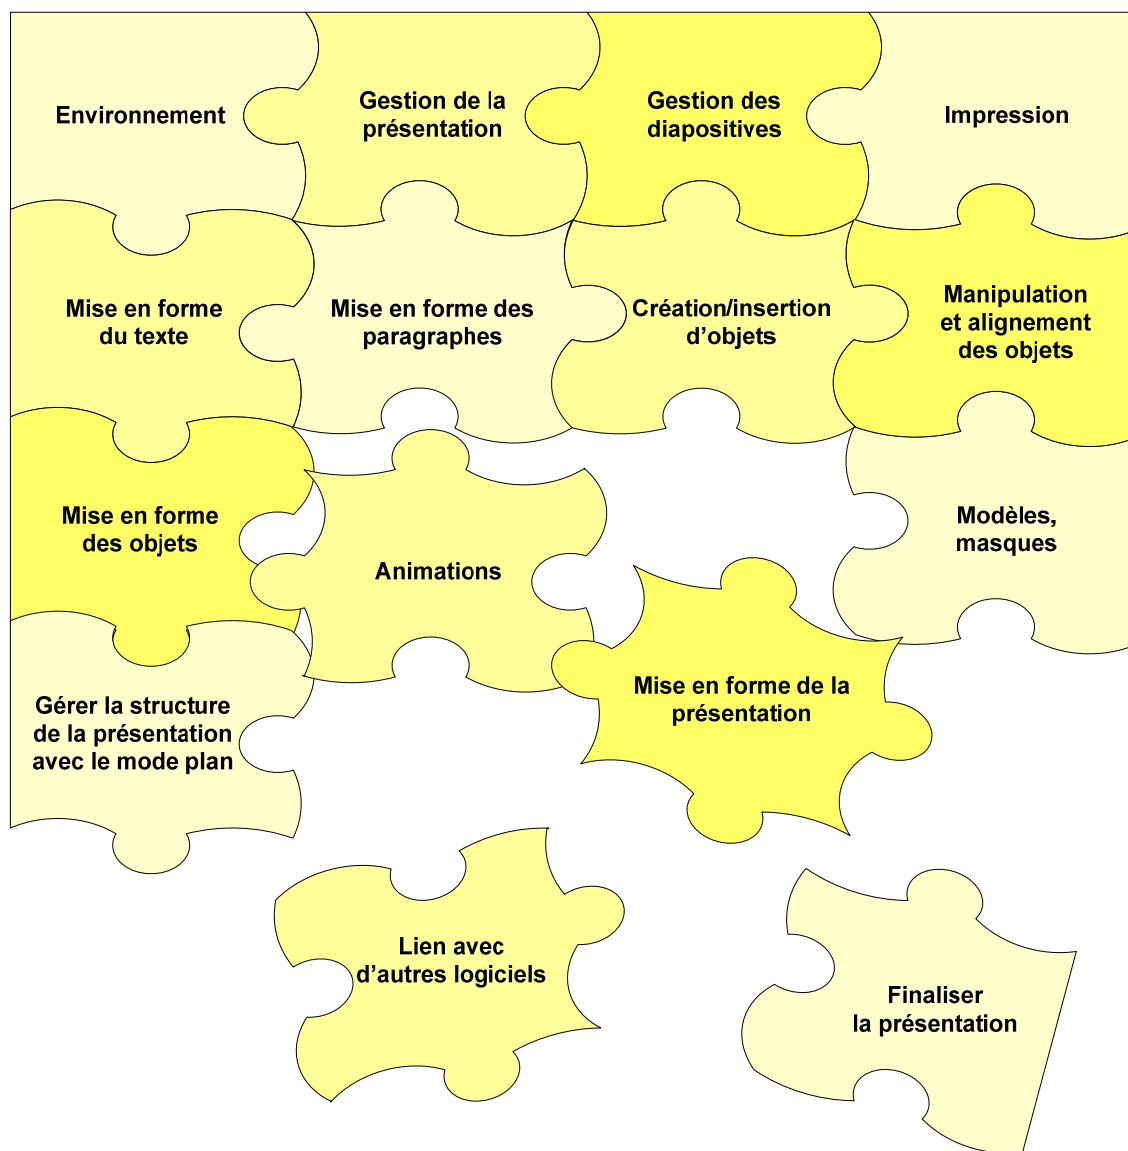 Environnement
Gestion de la
présentation
Gestion des
diapositives
Impression
Mise en forme
du texte
Mise en forme des
paragraphes
Création/insertion
d’objets
Manipulation
et alignement
des objets
Mise en forme
des objets
Animations
Modèles,
masques
Gérer la structure
de la présentation
avec le mode plan
Mise en forme de la
présentation
Lien avec
d’autres logiciels
Finaliser
la présentation